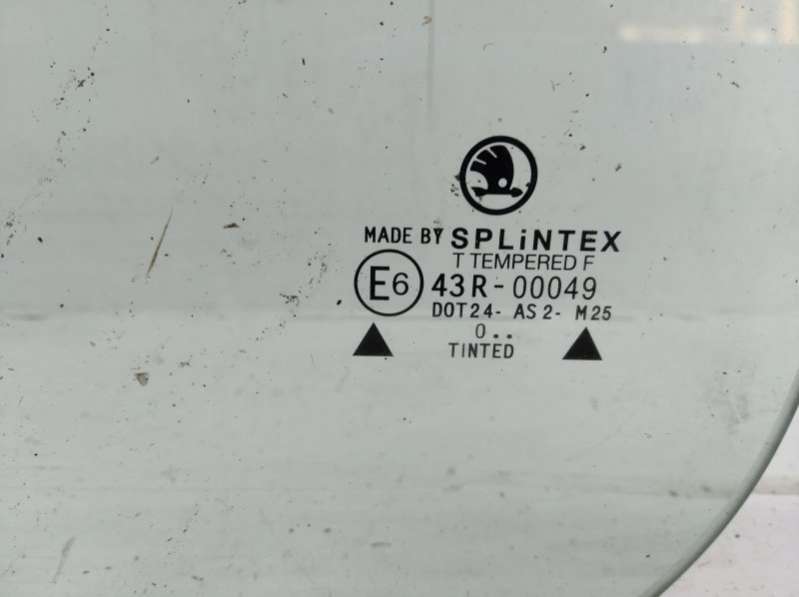 MADE BY SPLiNTEX
T TEMPERED F
E6 43R-00049
DOT24- AS2- M25
0..
TINTED